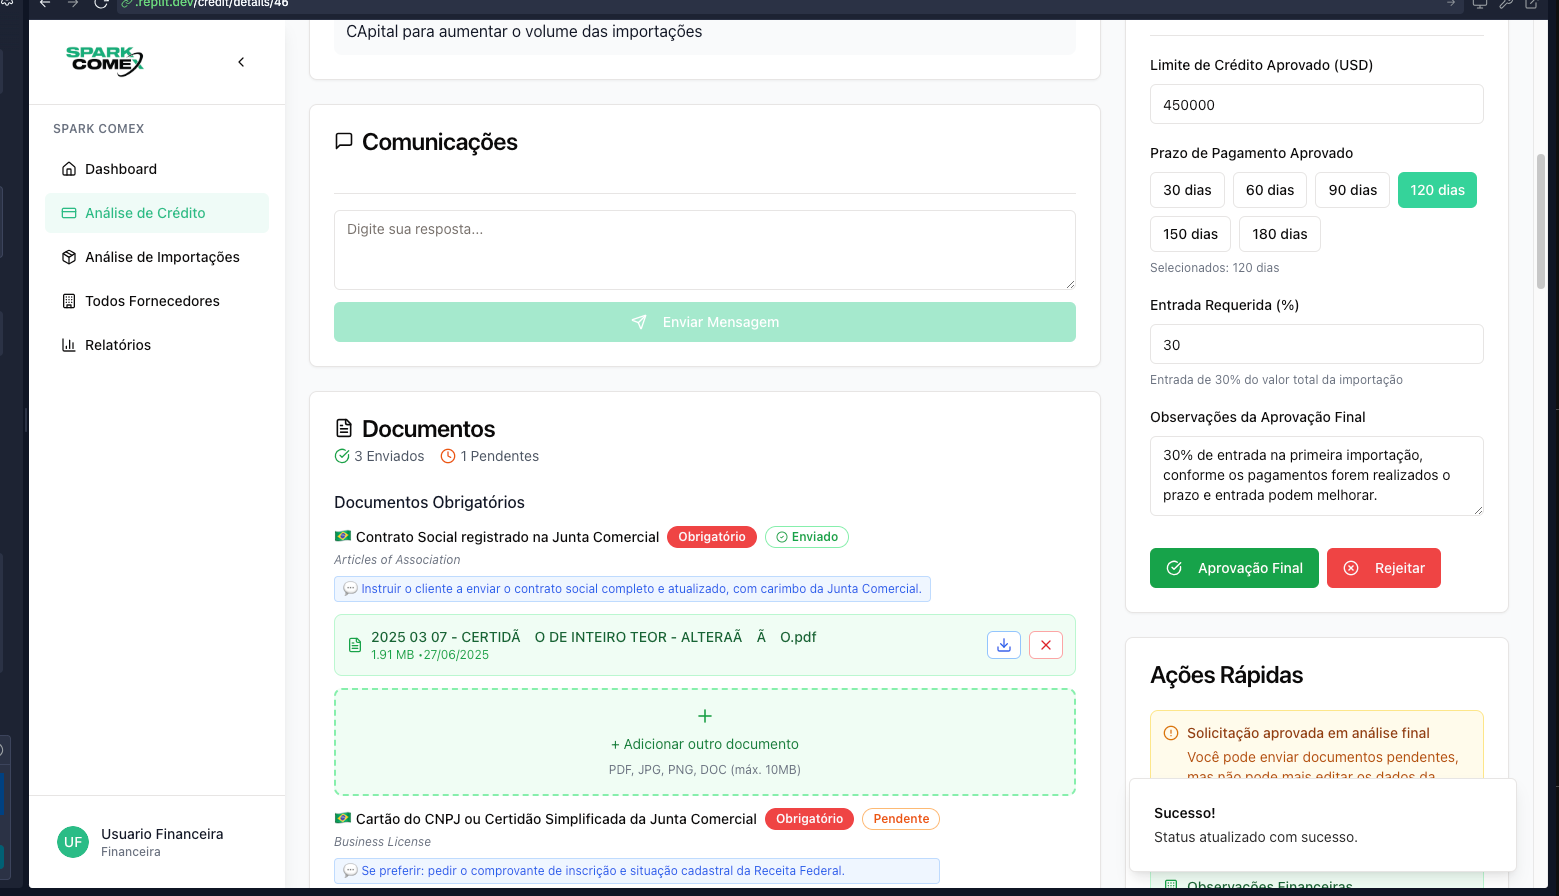 .replit.dev/credit/details/46
SPARK
COMEX
SPARK COMEX
Dashboard
Análise de Crédito
Análise de Importações
Todos Fornecedores
Relatórios
UF
Usuario Financeira
Financeira
CApital para aumentar o volume das importações
Comunicações
Digite sua resposta...
Enviar Mensagem
Documentos
3 Enviados 1 Pendentes
Documentos Obrigatórios
Contrato Social registrado na Junta Comercial Obrigatório Enviado
Articles of Association
Instruir o cliente a enviar o contrato social completo e atualizado, com carimbo da Junta Comercial.
2025 03 07 - CERTIDÃ O DE INTEIRO TEOR - ALTERAÃ Ã O.pdf
1.91 MB •27/06/2025
+ Adicionar outro documento
PDF, JPG, PNG, DOC (máx. 10MB)
Cartão do CNPJ ou Certidão Simplificada da Junta Comercial Obrigatório Pendente
Business License
Se preferir: pedir o comprovante de inscrição e situação cadastral da Receita Federal.
Limite de Crédito Aprovado (USD)
450000
Prazo de Pagamento Aprovado
30 dias 60 dias 90 dias 120 dias
150 dias 180 dias
Selecionados: 120 dias
Entrada Requerida (%)
30
Entrada de 30% do valor total da importação
Observações da Aprovação Final
30% de entrada na primeira importação,
conforme os pagamentos forem realizados o
prazo e entrada podem melhorar.
Aprovação Final Rejeitar
Ações Rápidas
Solicitação aprovada em análise final
Você pode enviar documentos pendentes,
mas não pode mais editar os dados da
Sucesso!
Status atualizado com sucesso.
Observações Financeiras